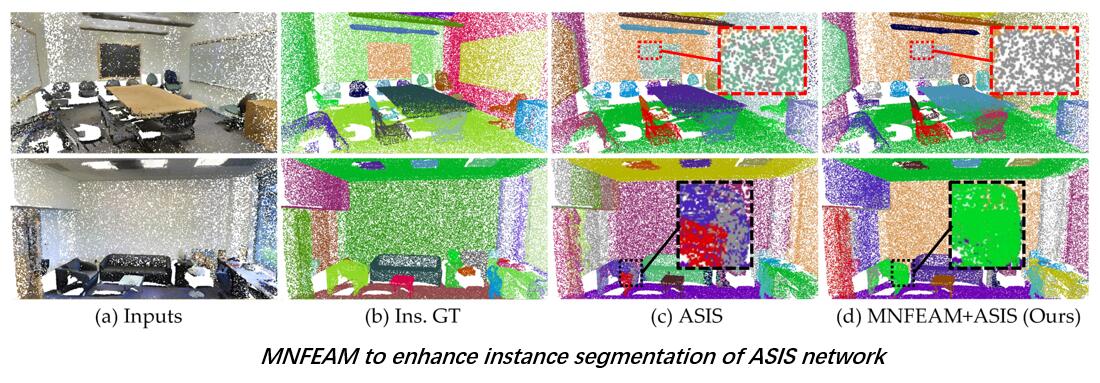 (a) Inputs
(b) Ins. GT
(c) ASIS
(d) MNFEAM+ASIS (Ours)
MNFEAM to enhance instance segmentation of ASIS network